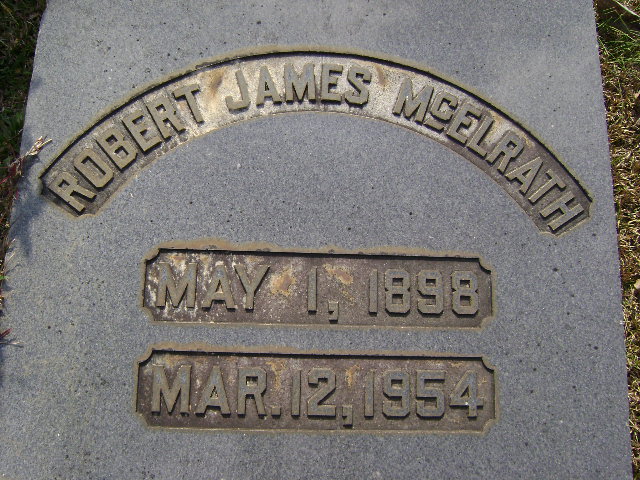 ROBERT JAMES McELRATH
MAY 1, 1898
MAR. 12, 1954